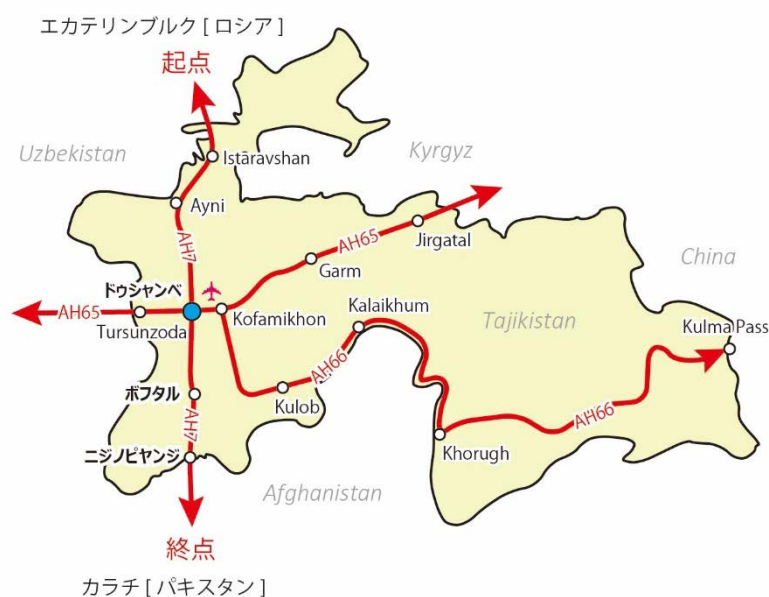 エカテリンブルク [ ロシア ]
起点
Uzbekistan
Istaravshan
Kyrgyz
Ayni
AH7
AH65
Jirgatal
Garm
China
ドゥシャンベ
AH65
Tursunzoda
Kofamikhon
Kalaikhum
Tajikistan
Kulma Pass
AH66
Kulob
ボフタル
AH7
AH66
Khorugh
ニジノピヤンジ
Afghanistan
終点
カラチ [ パキスタン ]